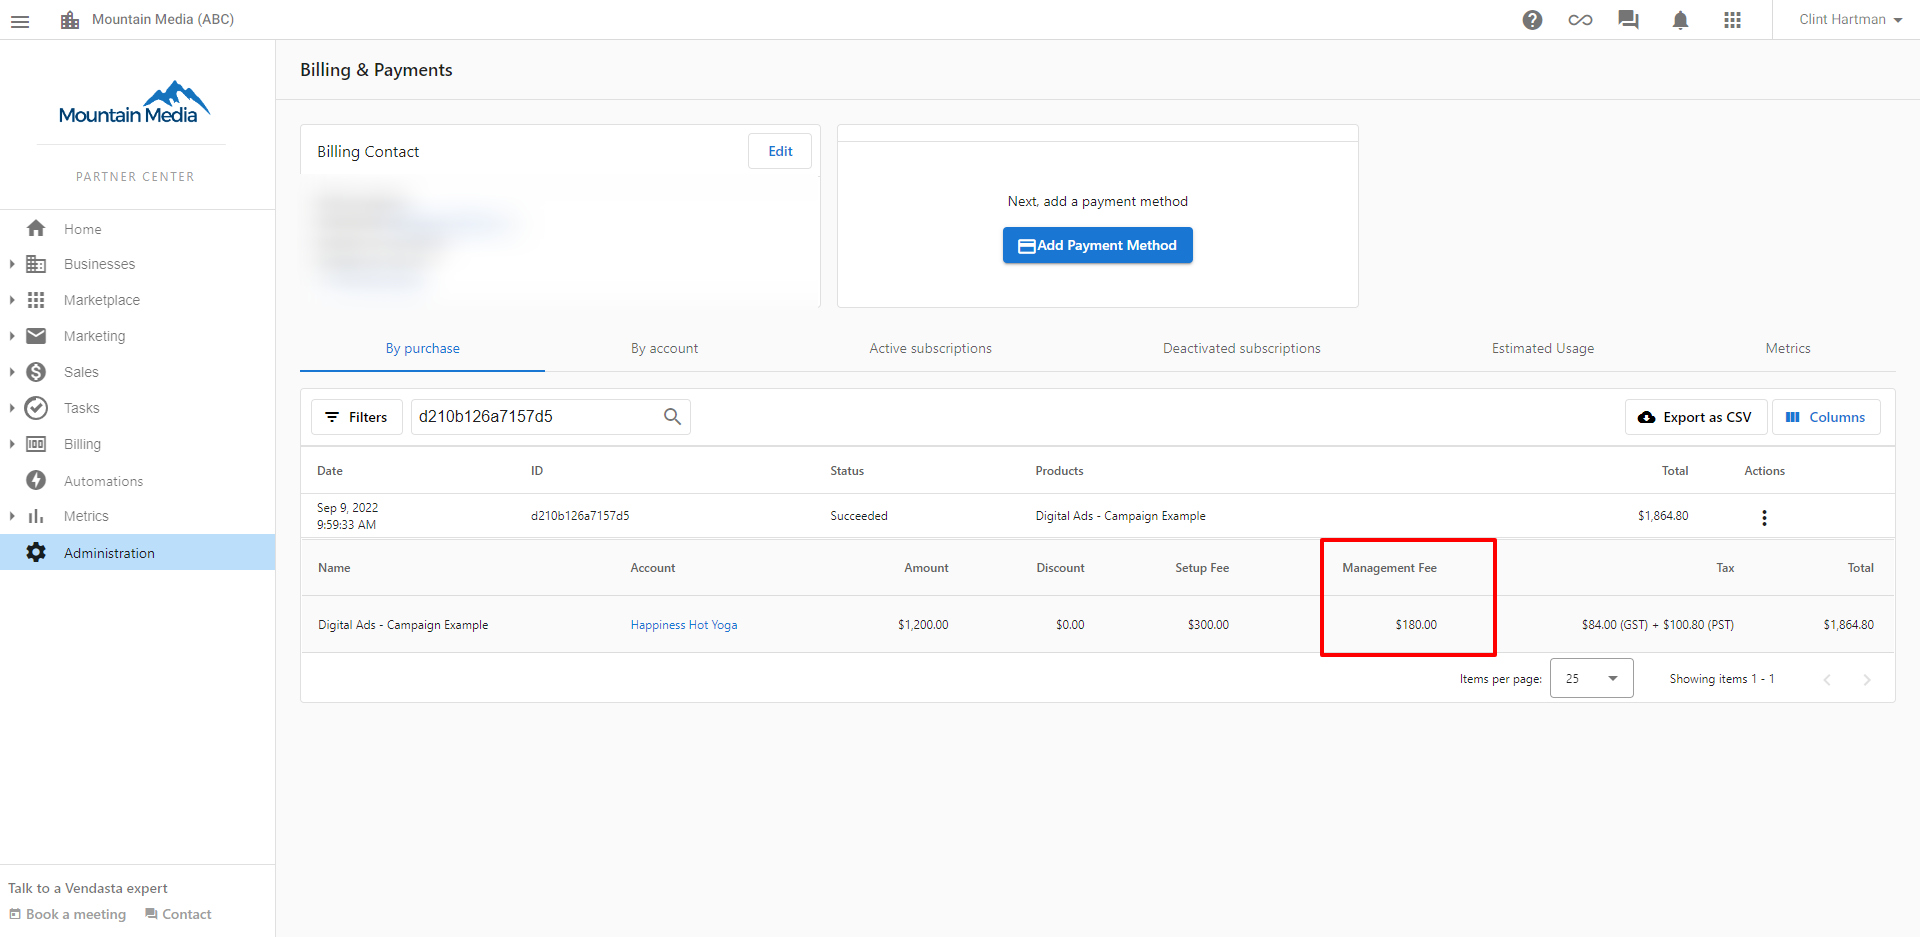 Mountain Media (ABC)
Clint Hartman
Mountain Media
PARTNER CENTER
Home
Businesses
Marketplace
Marketing
Sales
Tasks
Billing
Automations
Metrics
Administration
Talk to a Vendasta expert
Book a meeting Contact
Billing & Payments
Billing Contact Edit
Next, add a payment method
Add Payment Method
By purchase By account Active subscriptions Deactivated subscriptions Estimated Usage Metrics
Filters d210b126a7157d5 Export as CSV Columns
Date ID Status Products Total Actions
Sep 9, 2022
9:59:33 AM
d210b126a7157d5 Succeeded Digital Ads - Campaign Example $1,864.80
Name Account Amount Discount Setup Fee Management Fee Tax Total
Digital Ads - Campaign Example Happiness Hot Yoga $1,200.00 $0.00 $300.00 $180.00 $84.00 (GST) + $100.80 (PST) $1,864.80
Items per page: 25 Showing items 1 - 1